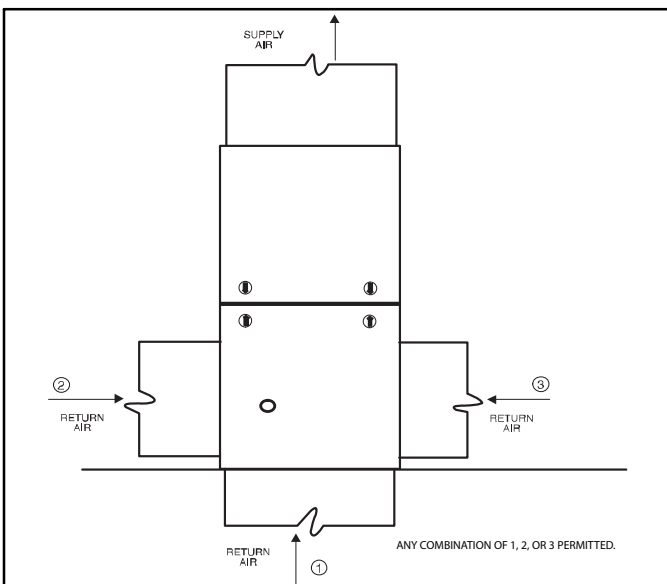 SUPPLY
AIR
②
③
RETURN
AIR
RETURN
AIR
ANY COMBINATION OF 1, 2, OR 3 PERMITTED.
RETURN
AIR
①